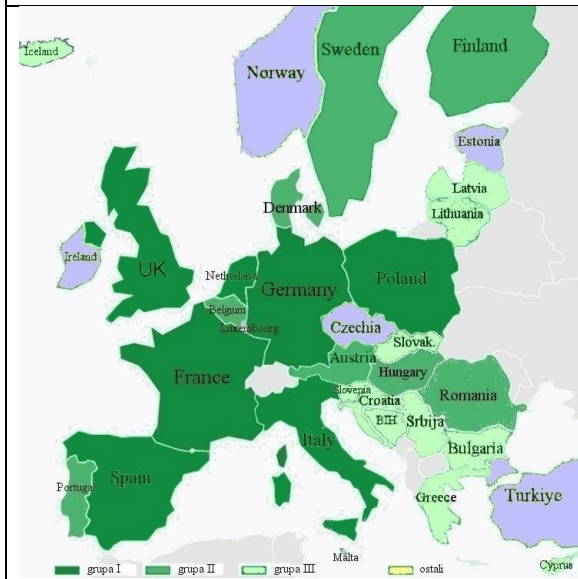 Iceland
Norway
Sweden
Finland
Estonia
Latvia
Lithuania
Denmark
Ireland
UK
Netherland
Belgium
Luxembourg
Germany
Poland
Czechia
Slovak.
Austria
Hungary
France
Slovenia
Croatia
BIH
Srbija
Romania
Bulgaria
Italy
Spain
Portugal
Greece
Turkiye
Malta
Cyprus
grupa I
grupa II
grupa III
ostali